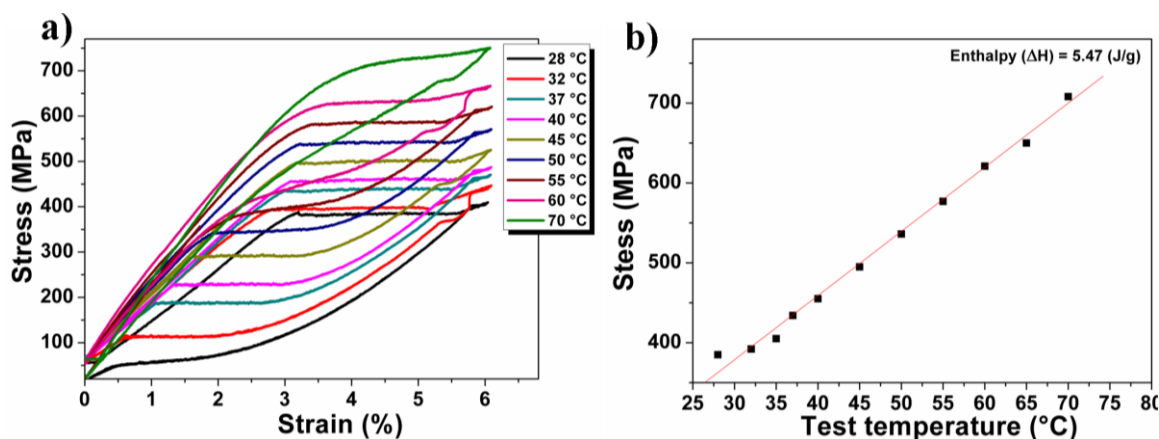 a)
Stress (MPa)
700
600
500
400
300
200
100
0 1 2 3 4 5 6
Strain (%)
28 °C
32 °C
37 °C
40 °C
45 °C
50 °C
55 °C
60 °C
70 °C
b)
Enthalpy (ΔH) = 5.47 (J/g)
Stess (MPa)
700
600
500
400
25 30 35 40 45 50 55 60 65 70 75 80
Test temperature (°C)